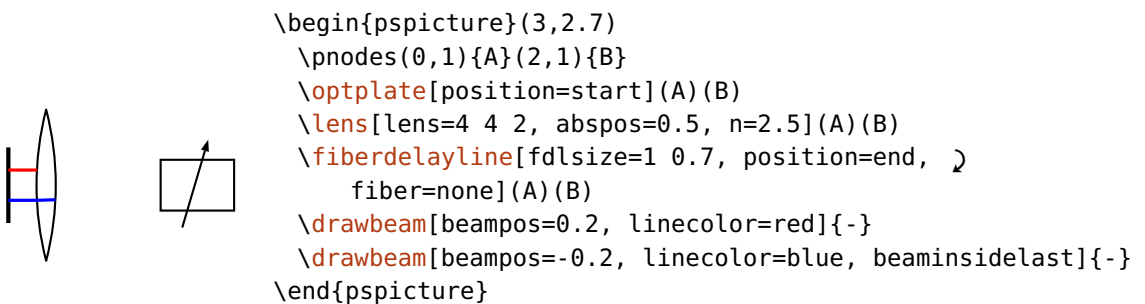 \begin{pspicture}(3,2.7)
\pnodes(0,1){A}(2,1){B}
\optplate[position=start](A)(B)
\lens[lens=4 4 2, abspos=0.5, n=2.5](A)(B)
\fiberdelayline[fdlsize=1 0.7, position=end,
fiber=none](A)(B)
\drawbeam[beampos=0.2, linecolor=red]{-}
\drawbeam[beampos=-0.2, linecolor=blue, beaminsidelast]{-}
\end{pspicture}